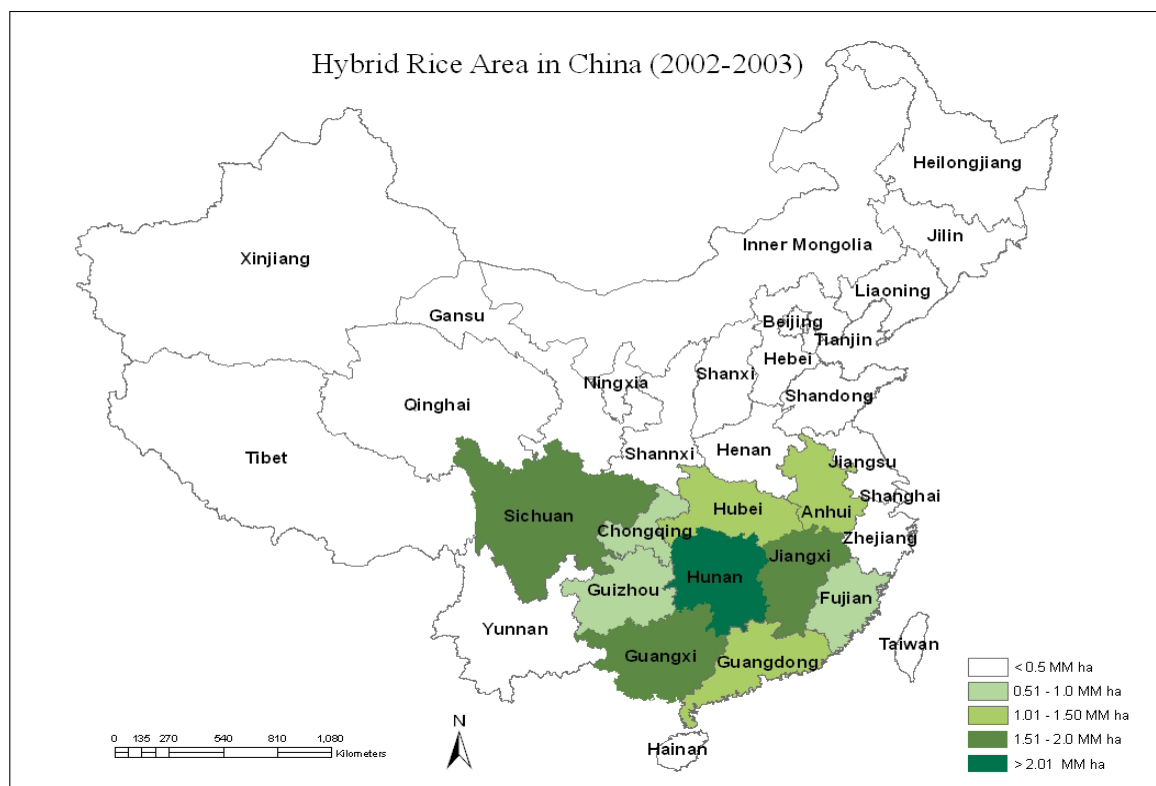 Hybrid Rice Area in China (2002-2003)
Heilongjiang
Jilin
Inner Mongolia
Xinjiang
Liaoning
Gansu
Beijing
Tianjin
Hebei
Shanxi
Ningxia
Shandong
Qinghai
Henan
Shannxi
Tibet
Jiangsu
Shanghai
Sichuan
Hubei
Anhui
Chongqing
Zhejiang
Jiangxi
Hunan
Guizhou
Fujian
Yunnan
Taiwan
Guangxi
Guangdong
Hainan
N
0 135 270 540 810 1,080
Kilometers
< 0.5 MM ha
0.51 - 1.0 MM ha
1.01 - 1.50 MM ha
1.51 - 2.0 MM ha
> 2.01 MM ha